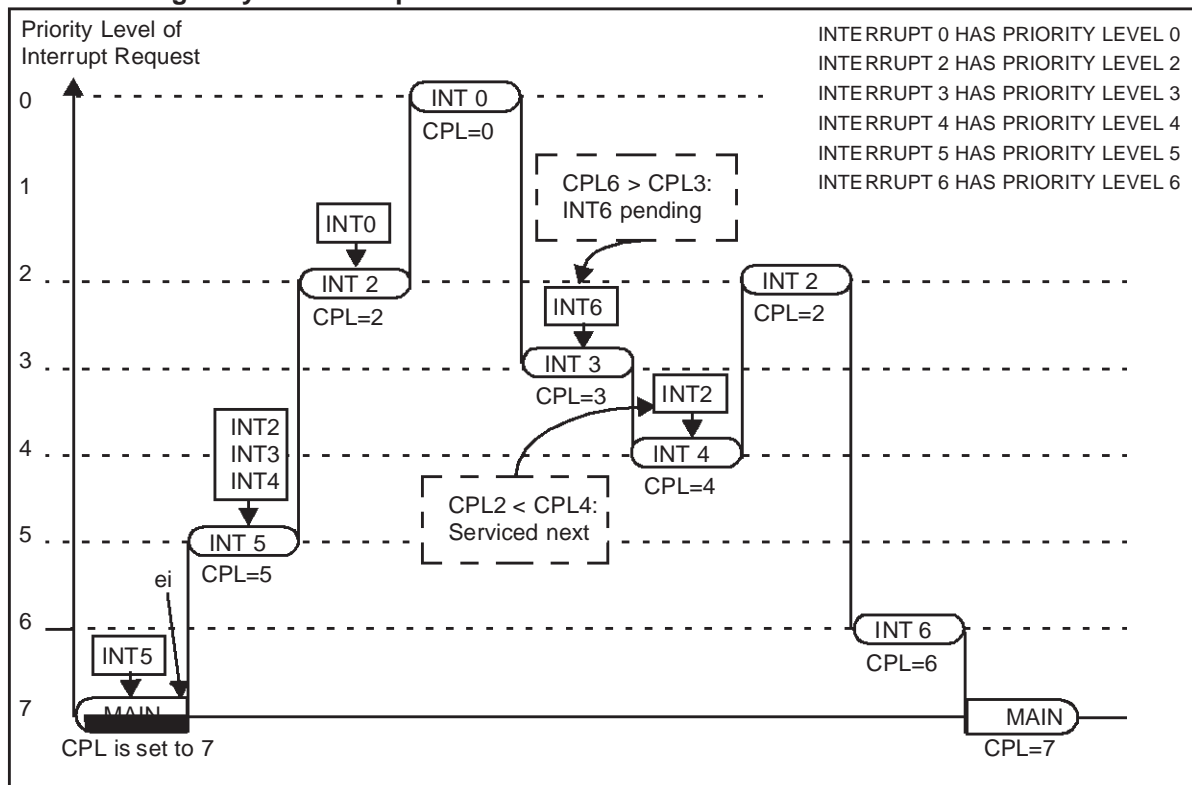 Priority Level of
Interrupt Request
INTERRUPT 0 HAS PRIORITY LEVEL 0
INTERRUPT 2 HAS PRIORITY LEVEL 2
INTERRUPT 3 HAS PRIORITY LEVEL 3
INTERRUPT 4 HAS PRIORITY LEVEL 4
INTERRUPT 5 HAS PRIORITY LEVEL 5
INTERRUPT 6 HAS PRIORITY LEVEL 6
0
INT 0
CPL=0
1
CPL6 > CPL3:
INT6 pending
INT0
2
INT 2
CPL=2
INT 2
CPL=2
INT6
3
INT 3
CPL=3
INT2
INT2
INT3
INT4
4
INT 4
CPL=4
CPL2 < CPL4:
Serviced next
5
INT 5
CPL=5
ei
6
INT 6
CPL=6
INT5
7
MAIN
CPL is set to 7
MAIN
CPL=7